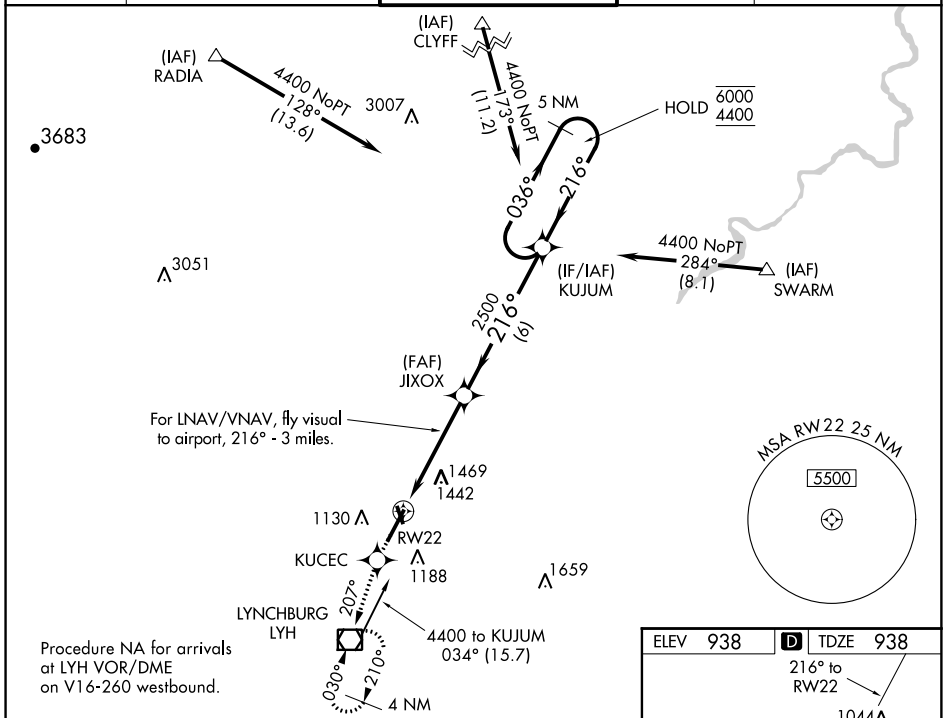 (IAF)
CLYFF
(IAF)
RADIA
4400 NoPT
128°
(13.6)
3007
4400 NoPT
173°
(11.2)
5 NM
HOLD
6000
4400
3683
036°
216°
4400 NoPT
284°
(8.1)
(IAF)
SWARM
3051
(IF/IAF)
KUJUM
2500
216°
(6)
(FAF)
JIXOX
For LNAV/VNAV, fly visual
to airport, 216° - 3 miles.
MSA RW22 25 NM
5500
1469
1442
1130
RW22
KUCEC
1188
1659
207°
LYNCHBURG
LYH
4400 to KUJUM
034° (15.7)
030°
210°
4 NM
Procedure NA for arrivals
at LYH VOR/DME
on V16-260 westbound.
ELEV 938
D
TDZE 938
216° to
RW22
1044